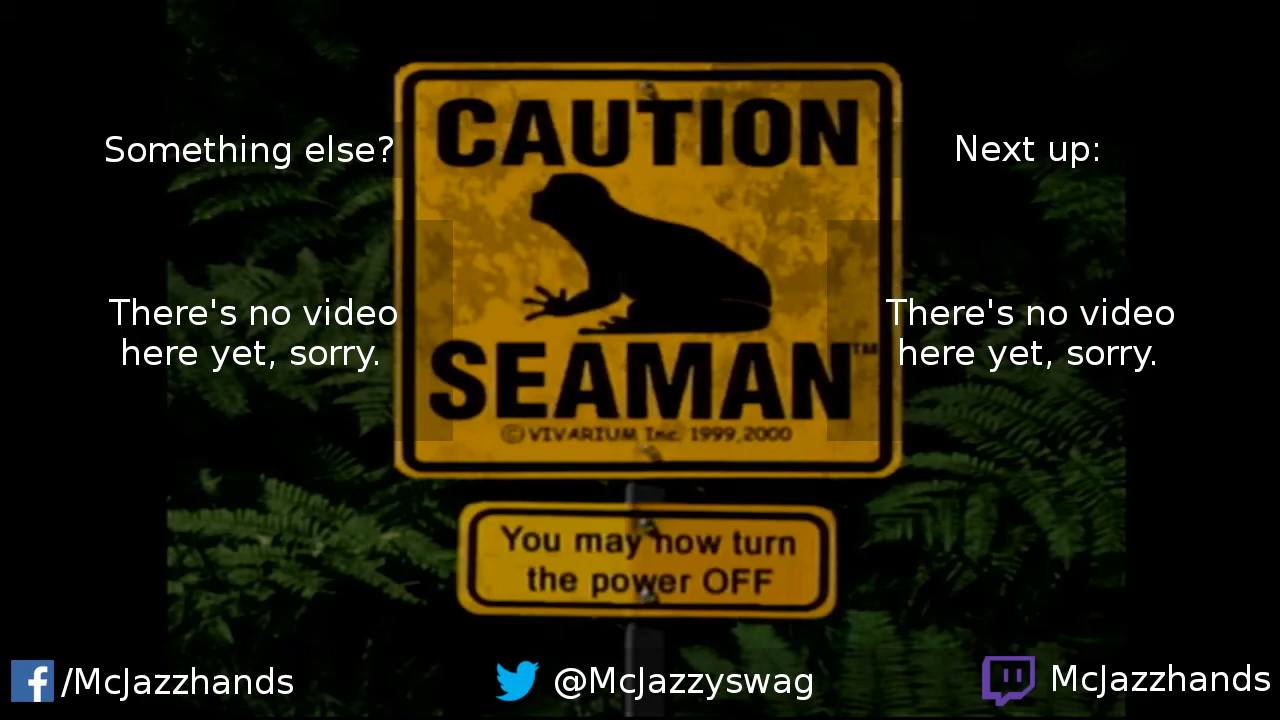 CAUTION
SEAMAN™
© VIVARIUM Inc. 1999,2000
You may now turn
the power OFF
Something else?
There's no video
here yet, sorry.
Next up:
There's no video
here yet, sorry.
/McJazzhands
@McJazzyswag
McJazzhands